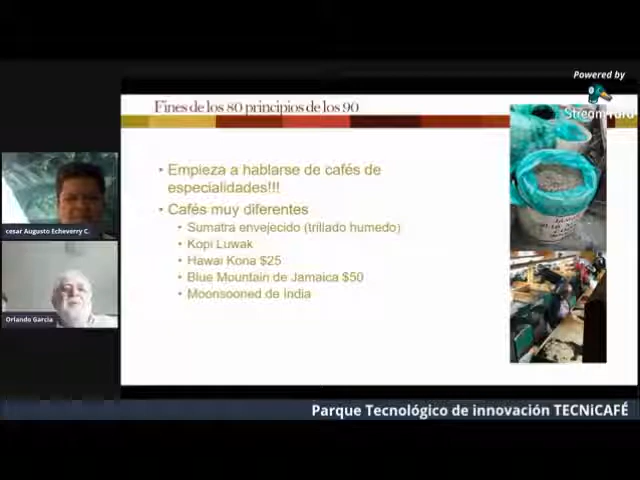 Powered by
StreamYard
Fines de los 80 principios de los 90
• Empieza a hablarse de cafés de
especialidades!!!
• Cafés muy diferentes
• Sumatra envejecido (trillado humedo)
• Kopi Luwak
• Hawai Kona $25
• Blue Mountain de Jamaica $50
• Moonsooned de India
cesar Augusto Echeverry C.
Orlando Garcia
Parque Tecnológico de innovación TECNiCAFÉ